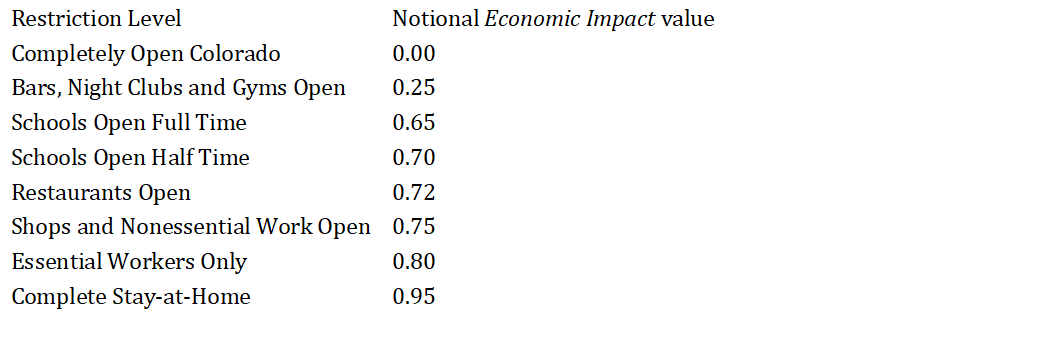 Restriction Level Notional Economic Impact value
Completely Open Colorado 0.00
Bars, Night Clubs and Gyms Open 0.25
Schools Open Full Time 0.65
Schools Open Half Time 0.70
Restaurants Open 0.72
Shops and Nonessential Work Open 0.75
Essential Workers Only 0.80
Complete Stay-at-Home 0.95